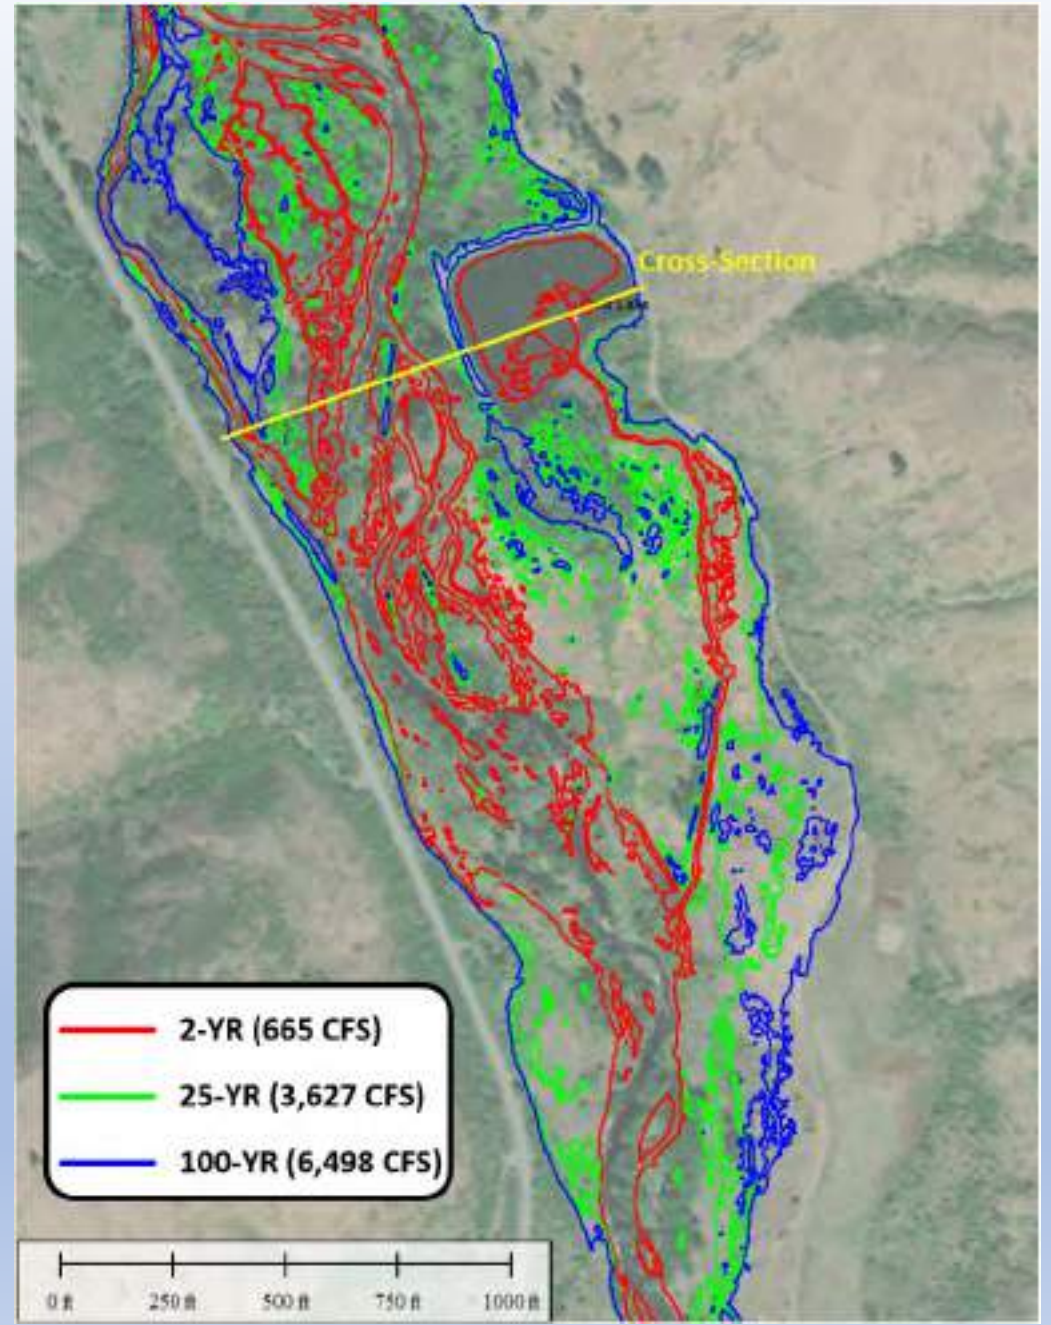 Cross-Section
2-YR (665 CFS)
25-YR (3,627 CFS)
100-YR (6,498 CFS)
0 ft 250 ft 500 ft 750 ft 1000 ft